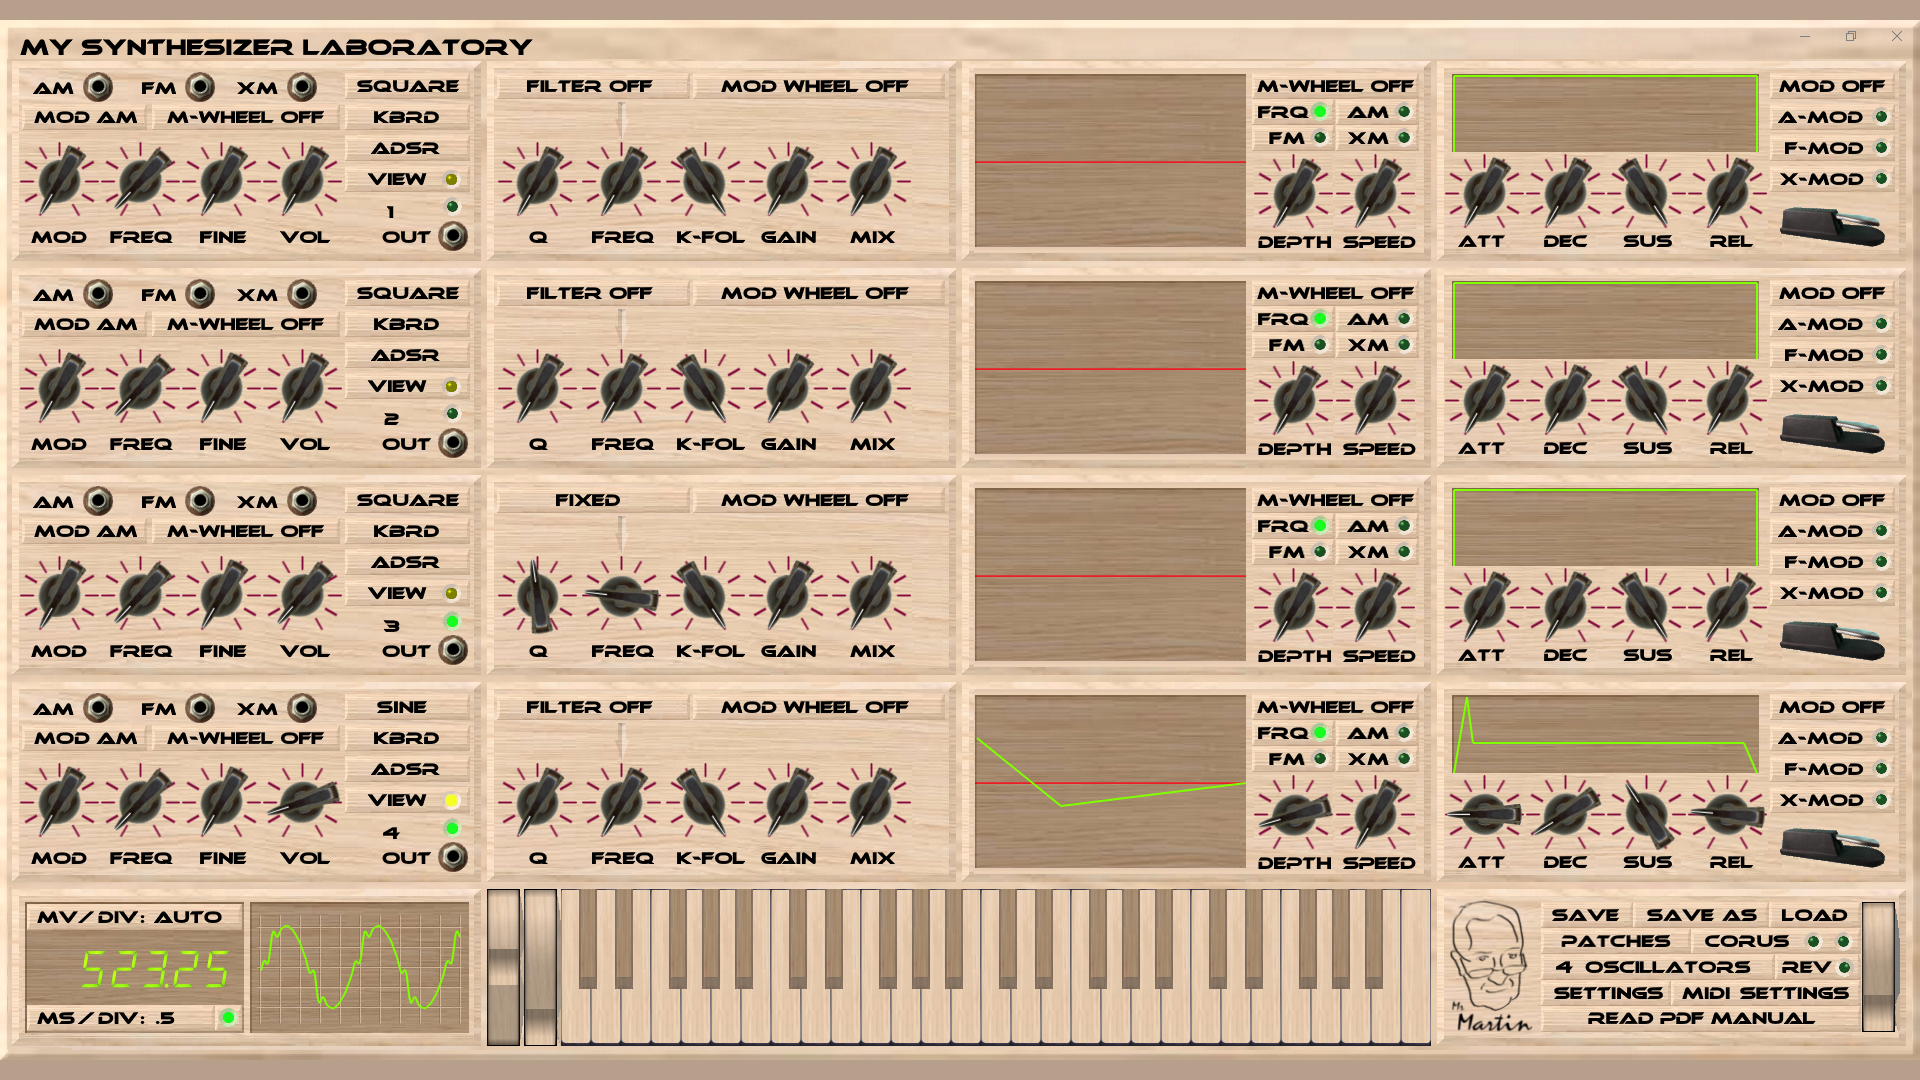 MY SYNTHESIZER LABORATORY
AM FM XM SQUARE
MOD AM M-WHEEL OFF KBRD
ADSR
VIEW
1
MOD FREQ FINE VOL OUT
FILTER OFF MOD WHEEL OFF
Q FREQ K-FOL GAIN MIX
M-WHEEL OFF
FRQ AM
FM XM
DEPTH SPEED
MOD OFF
A-MOD
F-MOD
X-MOD
ATT DEC SUS REL
AM FM XM SQUARE
MOD AM M-WHEEL OFF KBRD
ADSR
VIEW
2
MOD FREQ FINE VOL OUT
FILTER OFF MOD WHEEL OFF
Q FREQ K-FOL GAIN MIX
M-WHEEL OFF
FRQ AM
FM XM
DEPTH SPEED
MOD OFF
A-MOD
F-MOD
X-MOD
ATT DEC SUS REL
AM FM XM SQUARE
MOD AM M-WHEEL OFF KBRD
ADSR
VIEW
3
MOD FREQ FINE VOL OUT
FIXED MOD WHEEL OFF
Q FREQ K-FOL GAIN MIX
M-WHEEL OFF
FRQ AM
FM XM
DEPTH SPEED
MOD OFF
A-MOD
F-MOD
X-MOD
ATT DEC SUS REL
AM FM XM SINE
MOD AM M-WHEEL OFF KBRD
ADSR
VIEW
4
MOD FREQ FINE VOL OUT
FILTER OFF MOD WHEEL OFF
Q FREQ K-FOL GAIN MIX
M-WHEEL OFF
FRQ AM
FM XM
DEPTH SPEED
MOD OFF
A-MOD
F-MOD
X-MOD
ATT DEC SUS REL
MV/DIV: AUTO
523.25
MS/DIV: .5
Mr Martin
SAVE SAVE AS LOAD
PATCHES CORUS
4 OSCILLATORS REV
SETTINGS MIDI SETTINGS
READ PDF MANUAL